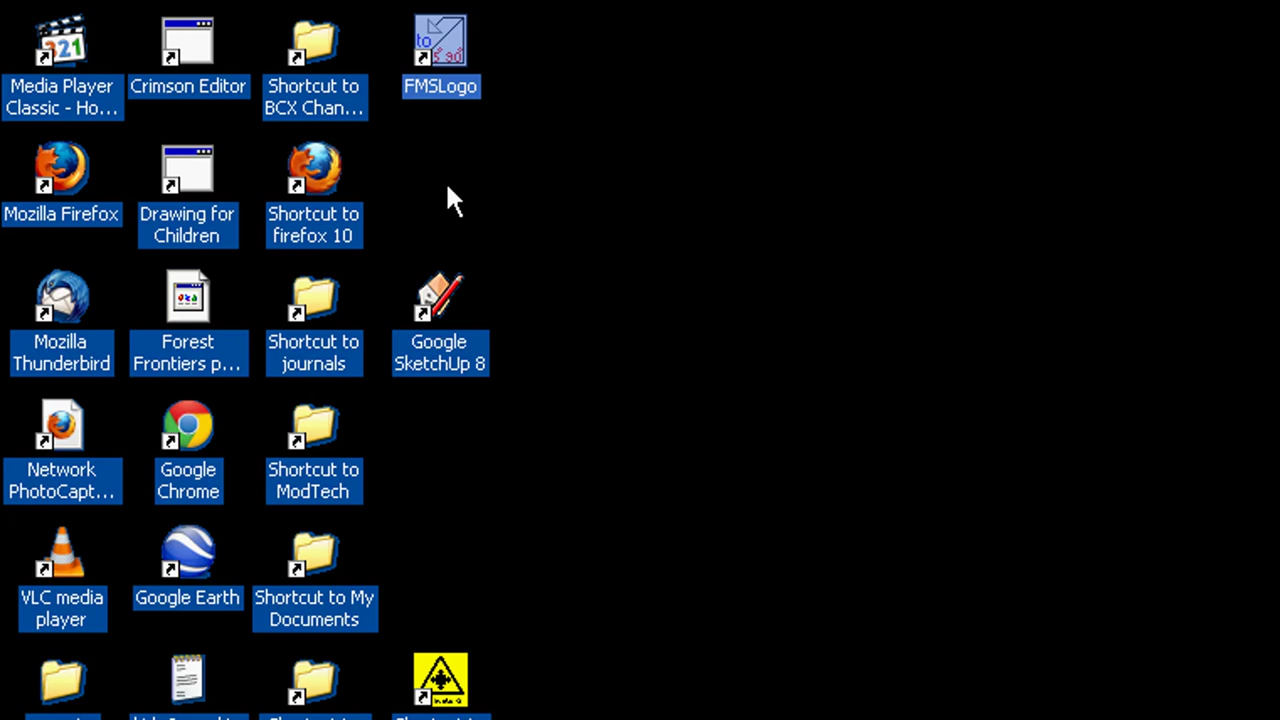 Media Player
Classic - Ho...
Crimson Editor
Shortcut to
BCX Chan...
FMSLogo
Mozilla Firefox
Drawing for
Children
Shortcut to
firefox 10
Mozilla
Thunderbird
Forest
Frontiers p...
Shortcut to
journals
Google
SketchUp 8
Network
PhotoCapt...
Google
Chrome
Shortcut to
ModTech
VLC media
player
Google Earth
Shortcut to My
Documents